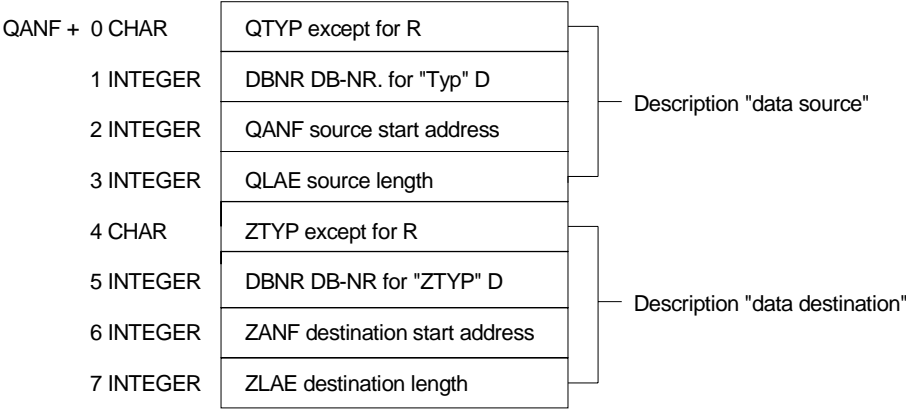 QANF + 0 CHAR QTYP except for R
1 INTEGER DBNR DB-NR. for "Typ" D
Description "data source"
2 INTEGER QANF source start address
3 INTEGER QLAE source length
4 CHAR ZTYP except for R
5 INTEGER DBNR DB-NR for "ZTYP" D
Description "data destination"
6 INTEGER ZANF destination start address
7 INTEGER ZLAE destination length